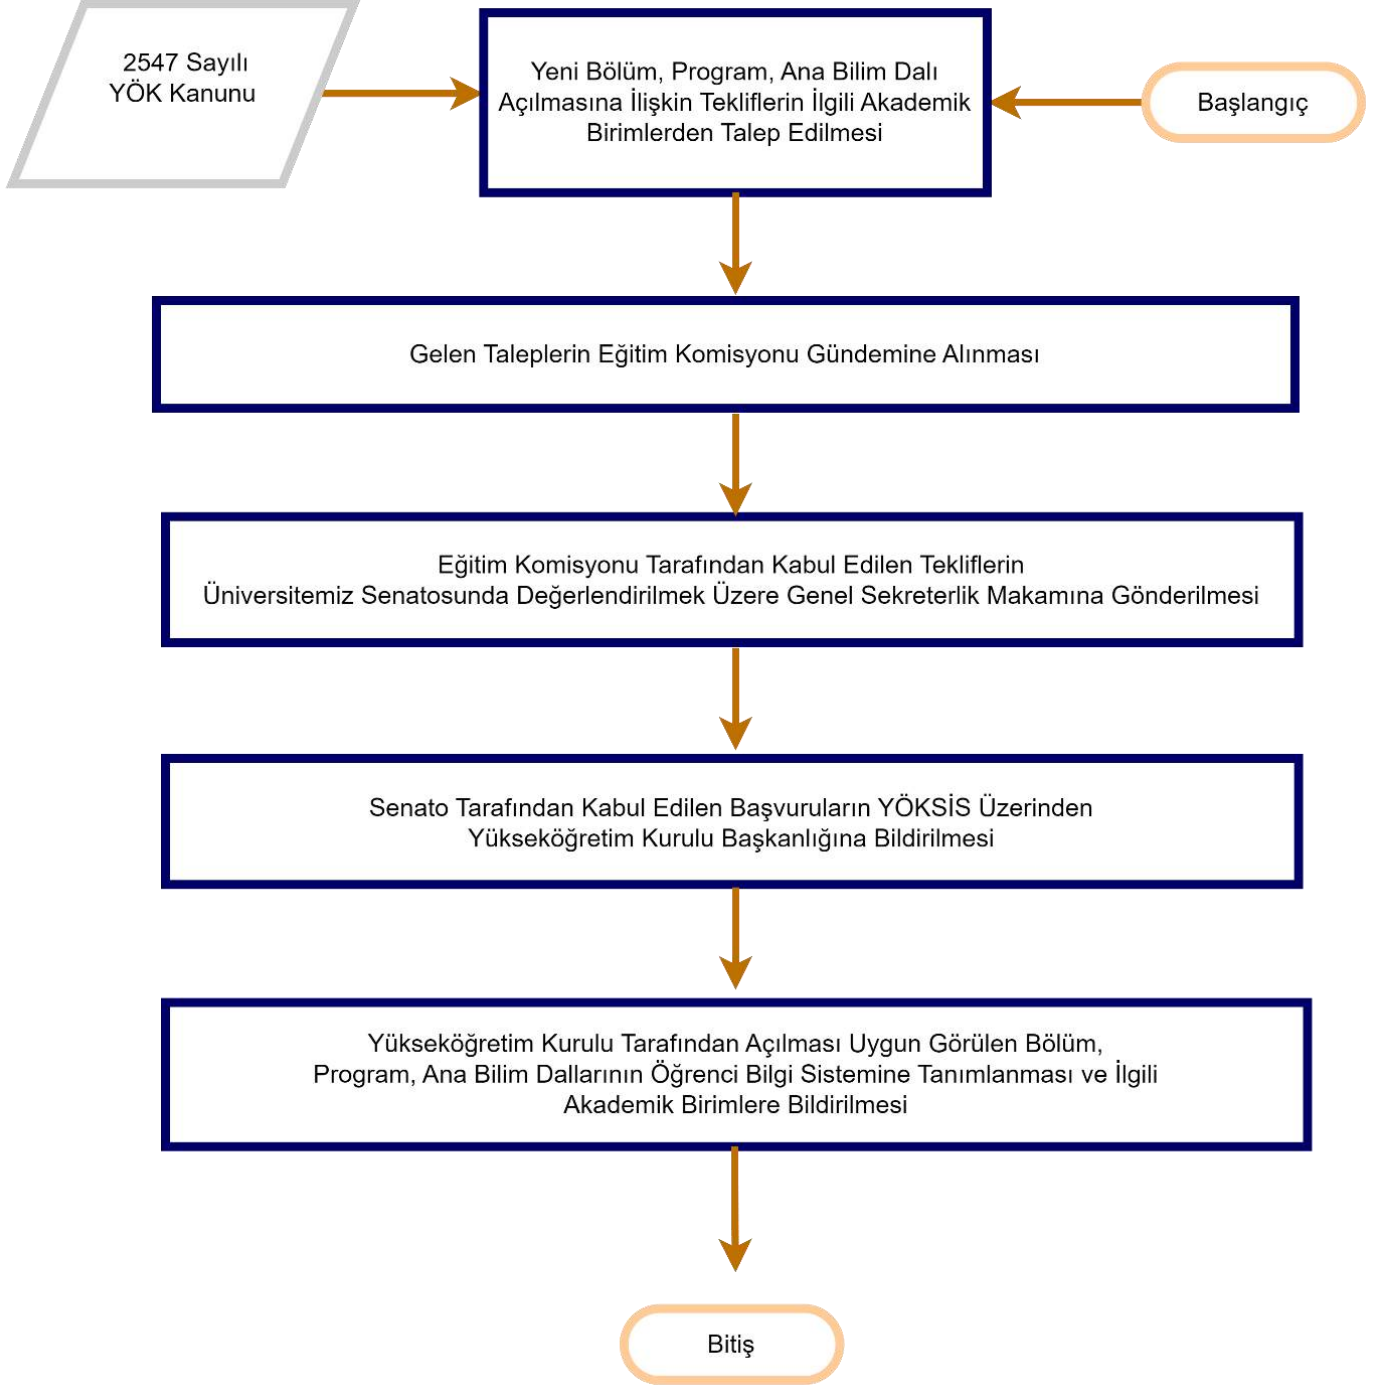 2547 Sayılı
YÖK Kanunu
Yeni Bölüm, Program, Ana Bilim Dalı
Açılmasına İlişkin Tekliflerin İlgili Akademik
Birimlerden Talep Edilmesi
Başlangıç
Gelen Taleplerin Eğitim Komisyonu Gündemine Alınması
Eğitim Komisyonu Tarafından Kabul Edilen Tekliflerin
Üniversitemiz Senatosunda Değerlendirilmek Üzere Genel Sekreterlik Makamına Gönderilmesi
Senato Tarafından Kabul Edilen Başvuruların YÖKSİS Üzerinden
Yükseköğretim Kurulu Başkanlığına Bildirilmesi
Yükseköğretim Kurulu Tarafından Açılması Uygun Görülen Bölüm,
Program, Ana Bilim Dallarının Öğrenci Bilgi Sistemine Tanımlanması ve İlgili
Akademik Birimlere Bildirilmesi
Bitiş